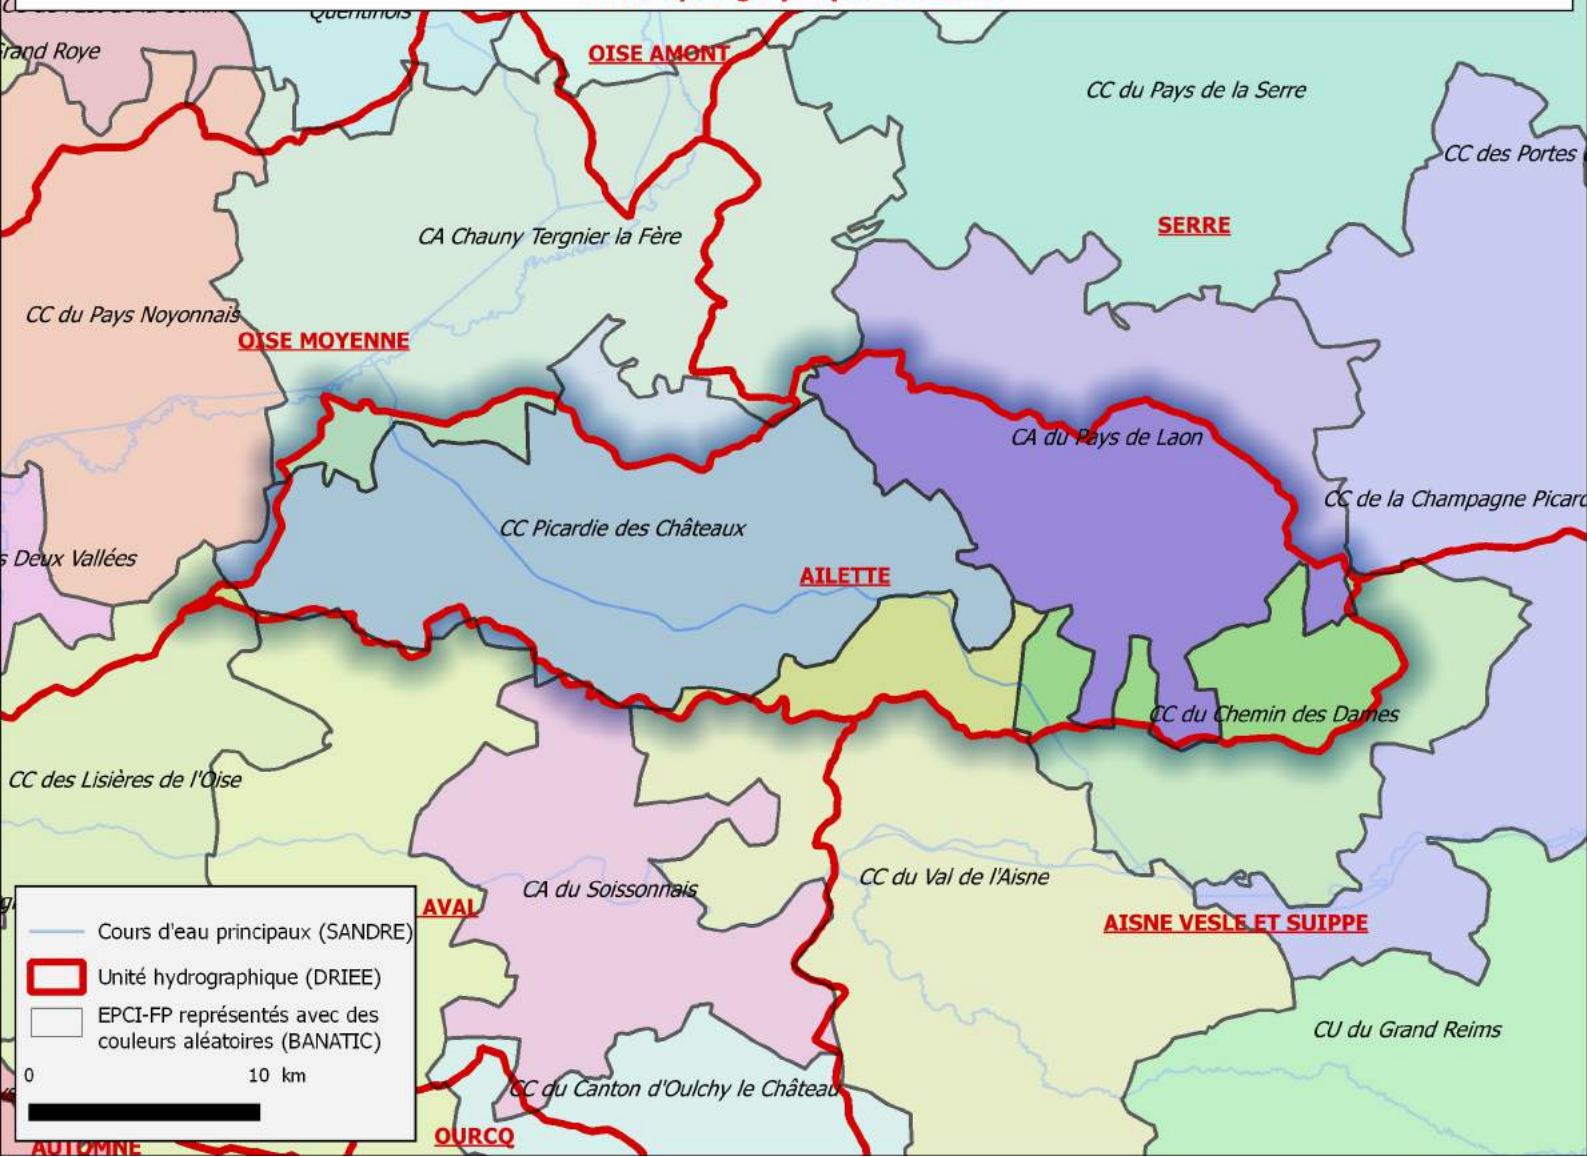 Quentinois
Grand Roye
OISE AMONT
CC du Pays de la Serre
CC des Portes
SERRE
CA Chauny Tergnier la Fère
CC du Pays Noyonnais
OISE MOYENNE
CA du Pays de Laon
CC de la Champagne Picard
CC Picardie des Châteaux
s Deux Vallées
AILETTE
CC du Chemin des Dames
CC des Lisières de l'Oise
CC du Val de l'Aisne
CA du Soissonnais
AVAL
AISNE VESLE ET SUIPPE
Cours d'eau principaux (SANDRE)
Unité hydrographique (DRIEE)
EPCI-FP représentés avec des
couleurs aléatoires (BANATIC)
0 10 km
CU du Grand Reims
CC du Canton d'Oulchy le Château
OURCQ
AUTOMNE